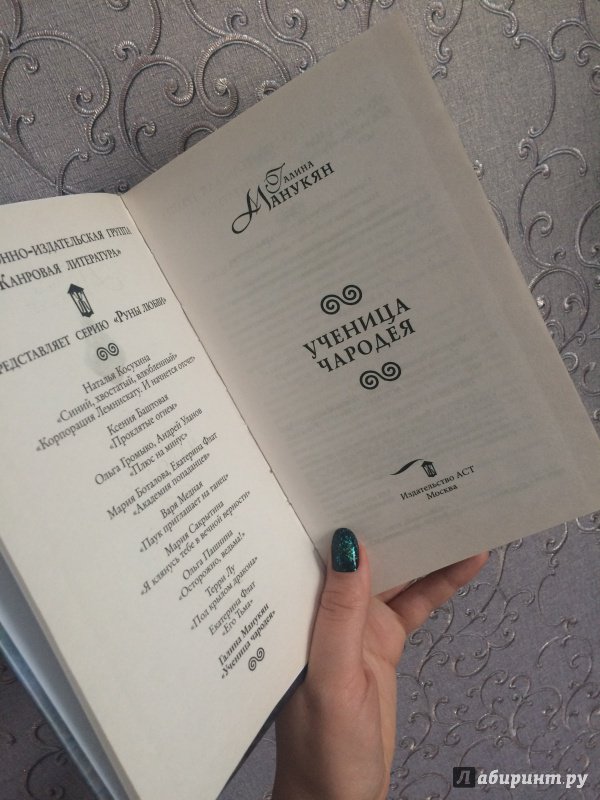 ОННО-ИЗДАТЕЛЬСКАЯ ГРУППА
КАНРОВАЯ ЛИТЕРАТУРА»
РЕДСТАВЛЯЕТ СЕРИЮ «РУНЫ ЛЮБВИ»
Наталья Косухина
«Синий, хвостатый, влюбленный»
«Корпорация Лемнискату. И начнется отсчет»
Ксения Баштовая
«Проклятые огнем»
Ольга Громыко, Андрей Уланов
«Плюс на минус»
Мария Боталова, Екатерина Флат
«Академия попаданцев»
Варя Медная
«Паук приглашает на танец»
Мария Сакрытина
«Я клянусь тебе в вечной верности»
Ольга Пашнина
«Осторожно, ведьма!»
Терри Лу
«Под крылом дракона»
Екатерина Флат
«Его Тьма»
Галина Манукян
«Ученица чародея»
Галина
МАНУКЯН
УЧЕНИЦА
ЧАРОДЕЯ
Издательство АСТ
Москва
Лабиринт.ру